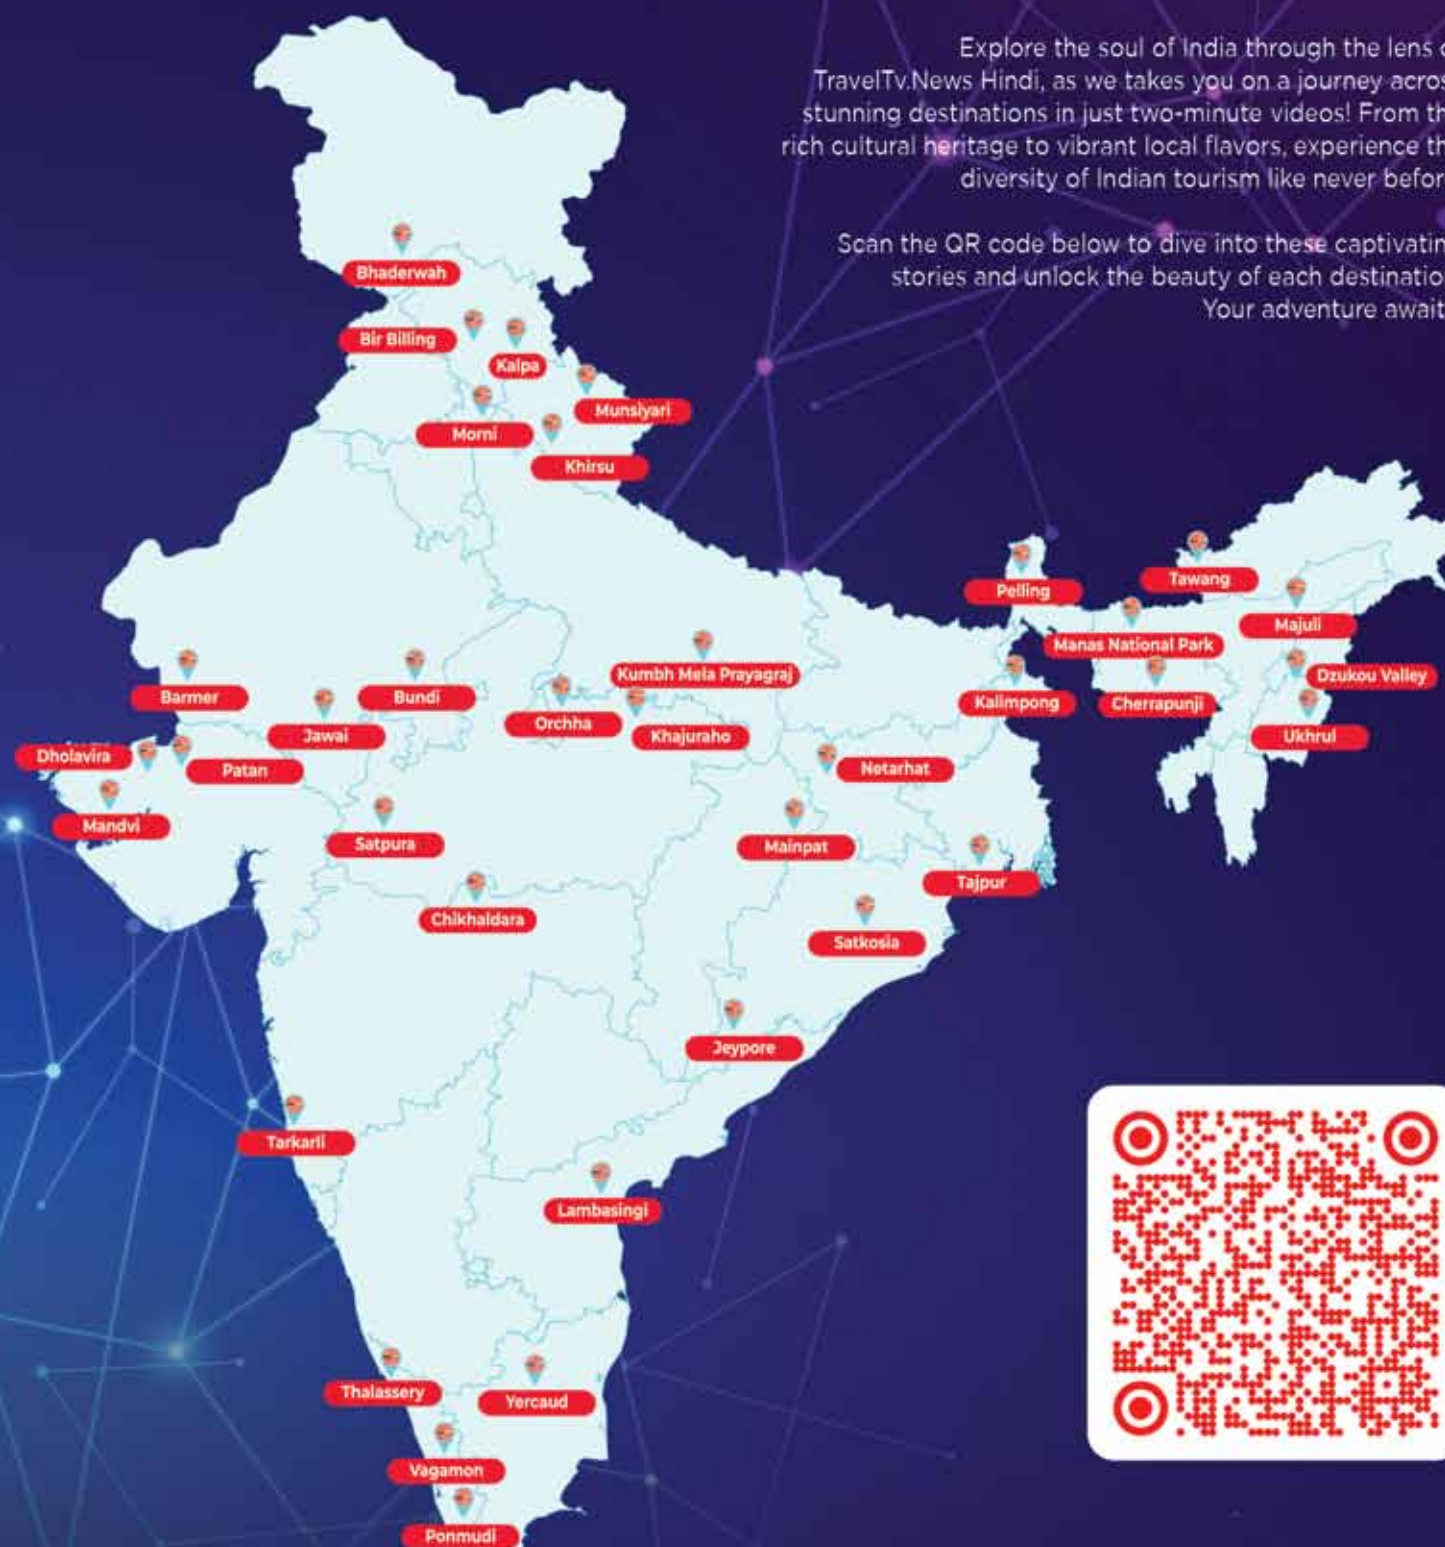 Explore the soul of India through the lens
TravelTv.News Hindi, as we takes you on a journey acros
stunning destinations in just two-minute videos! From th
rich cultural heritage to vibrant local flavors, experience th
diversity of Indian tourism like never befor
Scan the QR code below to dive into these captivatin
stories and unlock the beauty of each destinatio
Your adventure await
Bhaderwah
Bir Billing
Kalpa
Munsiyari
Morni
Khirsu
Pelling
Tawang
Majuli
Manas National Park
Kumbh Mela Prayagraj
Dzukou Valley
Barmer
Bundi
Kalimpong
Cherrapunji
Orchha
Jawai
Khajuraho
Ukhrul
Dholavira
Patan
Netarhat
Mandvi
Satpura
Mainpat
Tajpur
Chikhaldara
Satkosia
Jeypore
Tarkarli
Lambasingi
Thalassery
Yercaud
Vagamon
Ponmudi